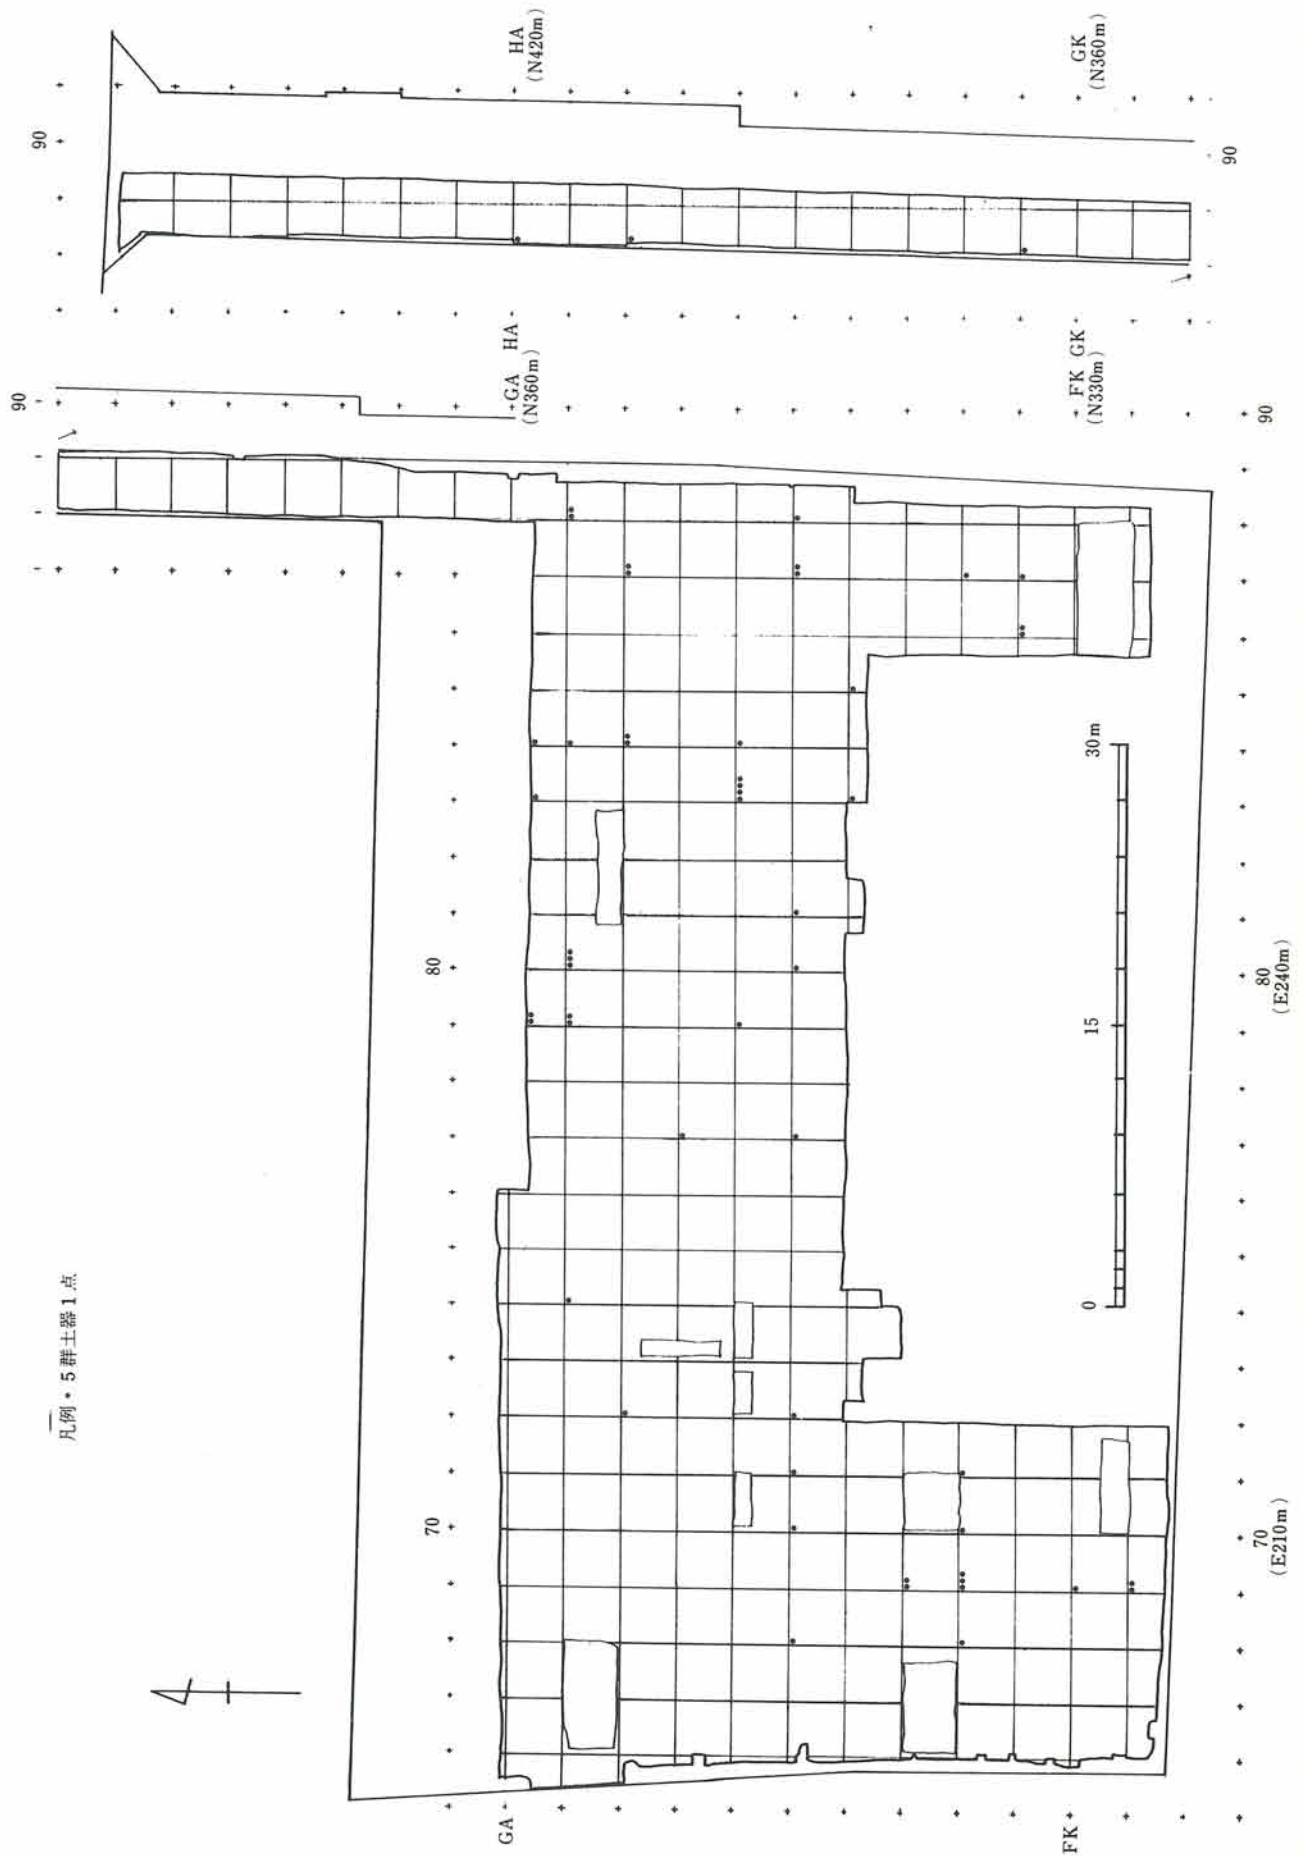 凡例 • 5群土器1点
90
HA
(N420m)
GK
(N360m)
90
90
GA HA
(N360m)
FK GK
(N330m)
90
80
80
(E240m)
70
70
(E210m)
GA
FK
0
15
30m